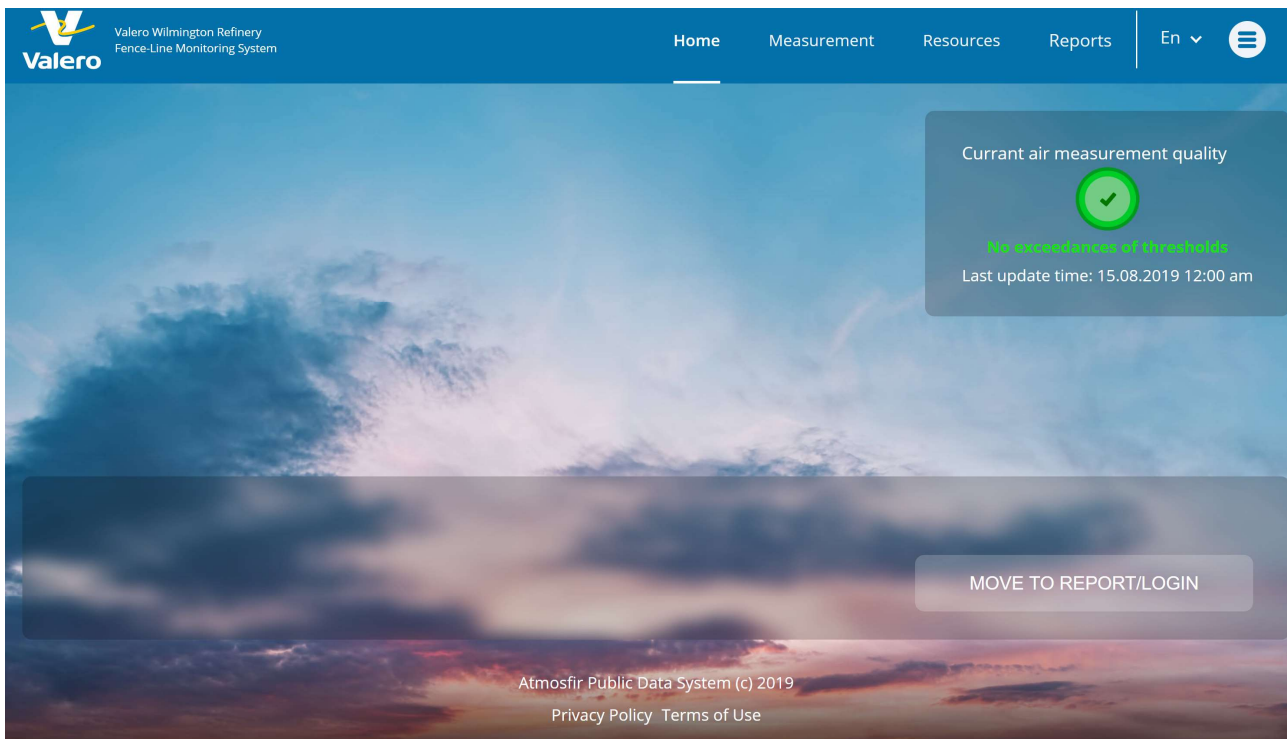 Valero
Valero Wilmington Refinery
Fence-Line Monitoring System
Home Measurement Resources Reports En
Currant air measurement quality
No exceedances of thresholds
Last update time: 15.08.2019 12:00 am
MOVE TO REPORT/LOGIN
Atmosfir Public Data System (c) 2019
Privacy Policy Terms of Use